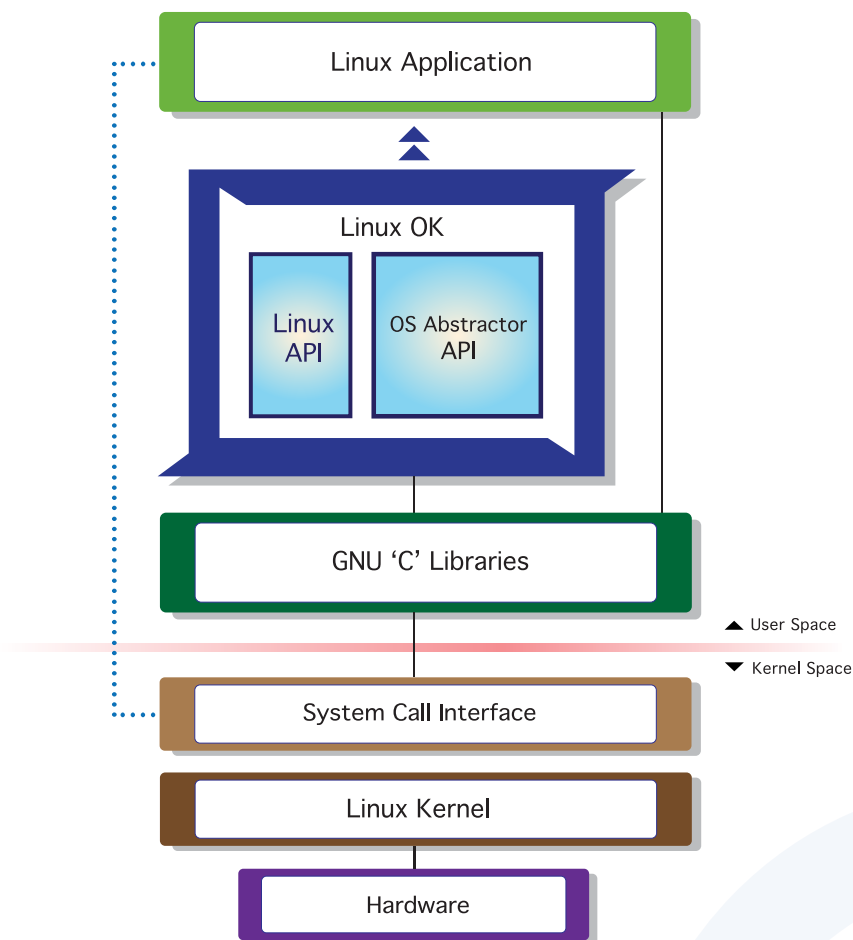 Linux Application
Linux OK
Linux
API
OS Abstractor
API
GNU ‘C’ Libraries
User Space
Kernel Space
System Call Interface
Linux Kernel
Hardware